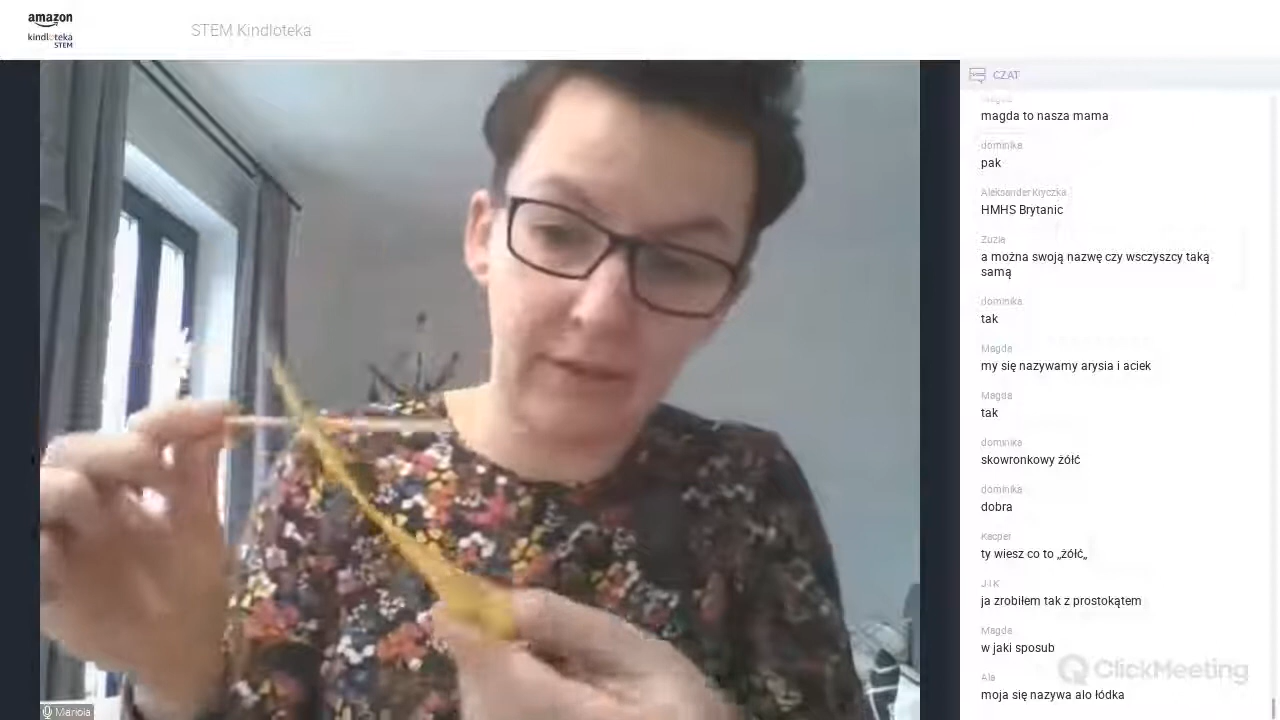 amazon
kindloteka
STEM
STEM Kindloteka
CZAT
Magda
magda to nasza mama
dominika
pak
Aleksander Kryczka
HMHS Brytanic
Zuzia
a można swoją nazwę czy wsczyszcy taką
samą
dominika
tak
Magda
my się nazywamy arysia i aciek
Magda
tak
dominika
skowronkowy żółć
dominika
dobra
Kacper
ty wiesz co to „żółć„
J.I.K
ja zrobiłem tak z prostokątem
Magda
w jaki sposub
Ala
moja się nazywa alo łódka
ClickMeeting
Mariola